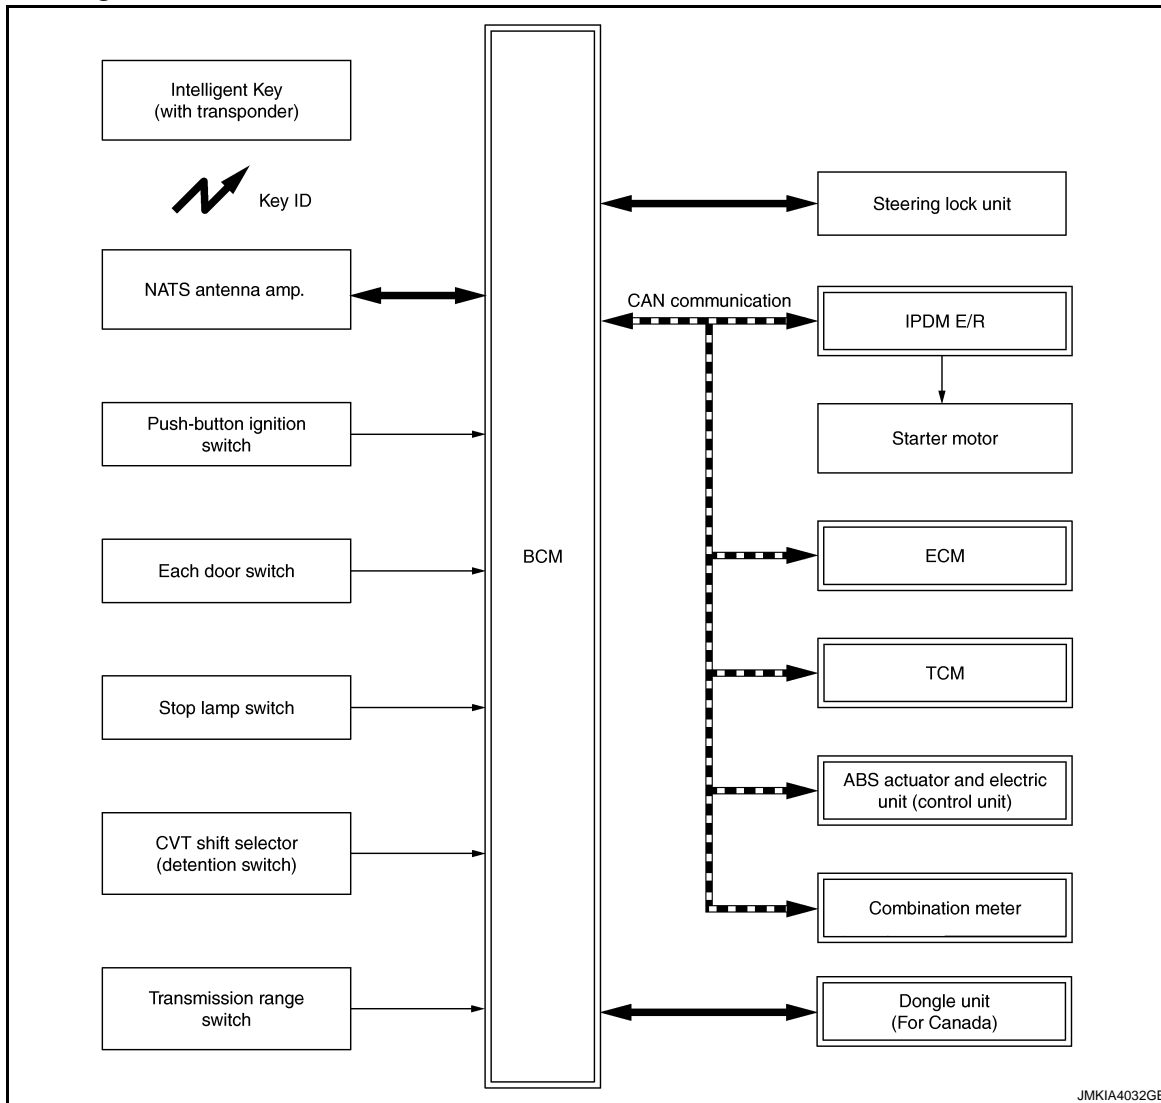 Intelligent Key
(with transponder)
Key ID
NATS antenna amp.
Push-button ignition
switch
Each door switch
Stop lamp switch
CVT shift selector
(detention switch)
Transmission range
switch
BCM
Steering lock unit
CAN communication
IPDM E/R
Starter motor
ECM
TCM
ABS actuator and electric
unit (control unit)
Combination meter
Dongle unit
(For Canada)